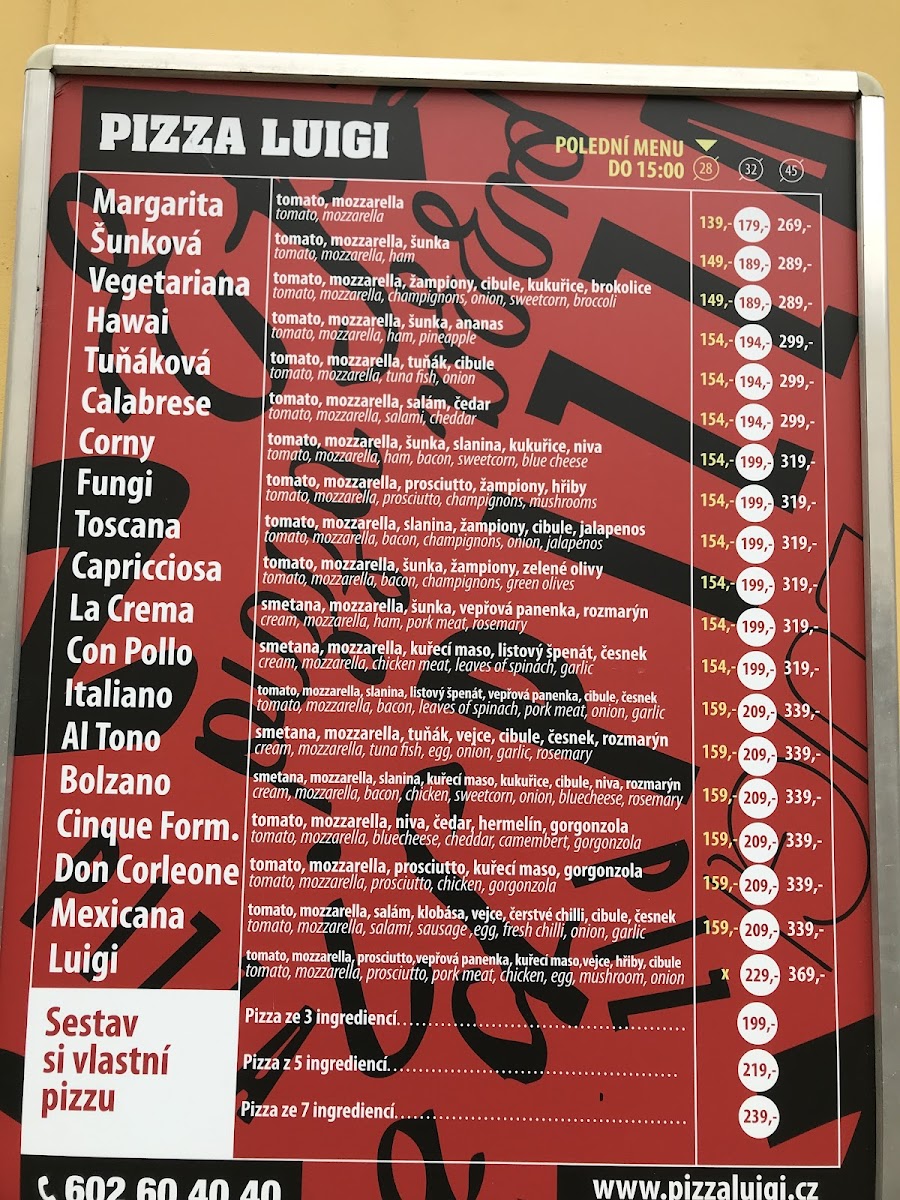 PIZZA LUIGI
POLEDNÍ MENU
DO 15:00 28 32 45
Margarita
tomato, mozzarella
tomato, mozzarella
139,- 179,- 269,-
Šunková
tomato, mozzarella, šunka
tomato, mozzarella, ham
149,- 189,- 289,-
Vegetariana
tomato, mozzarella, žampiony, cibule, kukuřice, brokolice
tomato, mozzarella, champignons, onion, sweetcorn, broccoli
149,- 189,- 289,-
Hawai
tomato, mozzarella, šunka, ananas
tomato, mozzarella, ham, pineapple
154,- 194,- 299,-
Tuňáková
tomato, mozzarella, tuňák, cibule
tomato, mozzarella, tuna fish, onion
154,- 194,- 299,-
Calabrese
tomato, mozzarella, salám, čedar
tomato, mozzarella, salami, cheddar
154,- 194,- 299,-
Corny
tomato, mozzarella, šunka, slanina, kukuřice, niva
tomato, mozzarella, ham, bacon, sweetcorn, blue cheese
154,- 199,- 319,-
Fungi
tomato, mozzarella, prosciutto, žampiony, hřiby
tomato, mozzarella, prosciutto, champignons, mushrooms
154,- 199,- 319,-
Toscana
tomato, mozzarella, slanina, žampiony, cibule, jalapenos
tomato, mozzarella, bacon, champignons, onion, jalapenos
154,- 199,- 319,-
Capricciosa
tomato, mozzarella, šunka, žampiony, zelené olivy
tomato, mozzarella, bacon, champignons, green olives
154,- 199,- 319,-
La Crema
smetana, mozzarella, šunka, vepřová panenka, rozmarýn
cream, mozzarella, ham, pork meat, rosemary
154,- 199,- 319,-
Con Pollo
smetana, mozzarella, kuřecí maso, listový špenát, česnek
cream, mozzarella, chicken meat, leaves of spinach, garlic
154,- 199,- 319,-
Italiano
tomato, mozzarella, slanina, listový špenát, vepřová panenka, cibule, česnek
tomato, mozzarella, bacon, leaves of spinach, pork meat, onion, garlic
159,- 209,- 339,-
Al Tono
smetana, mozzarella, tuňák, vejce, cibule, česnek, rozmarýn
cream, mozzarella, tuna fish, egg, onion, garlic, rosemary
159,- 209,- 339,-
Bolzano
smetana, mozzarella, slanina, kuřecí maso, kukuřice, cibule, niva, rozmarýn
cream, mozzarella, bacon, chicken, sweetcorn, onion, bluecheese, rosemary
159,- 209,- 339,-
Cinque Form.
tomato, mozzarella, niva, čedar, hermelín, gorgonzola
tomato, mozzarella, bluecheese, cheddar, camembert, gorgonzola
159,- 209,- 339,-
Don Corleone
tomato, mozzarella, prosciutto, kuřecí maso, gorgonzola
tomato, mozzarella, prosciutto, chicken, gorgonzola
159,- 209,- 339,-
Mexicana
tomato, mozzarella, salám, klobása, vejce, čerstvé chilli, cibule, česnek
tomato, mozzarella, salami, sausage ,egg, fresh chilli, onion, garlic
159,- 209,- 339,-
Luigi
tomato, mozzarella, prosciutto,vepřová panenka, kuřecí maso,vejce, hřiby, cibule
tomato, mozzarella, prosciutto, pork meat, chicken, egg, mushroom, onion
x 229,- 369,-
Sestav
si vlastní
pizzu
Pizza ze 3 ingrediencí 199,-
Pizza z 5 ingrediencí 219,-
Pizza ze 7 ingrediencí 239,-
602 60 40 40
www.pizzaluigi.cz